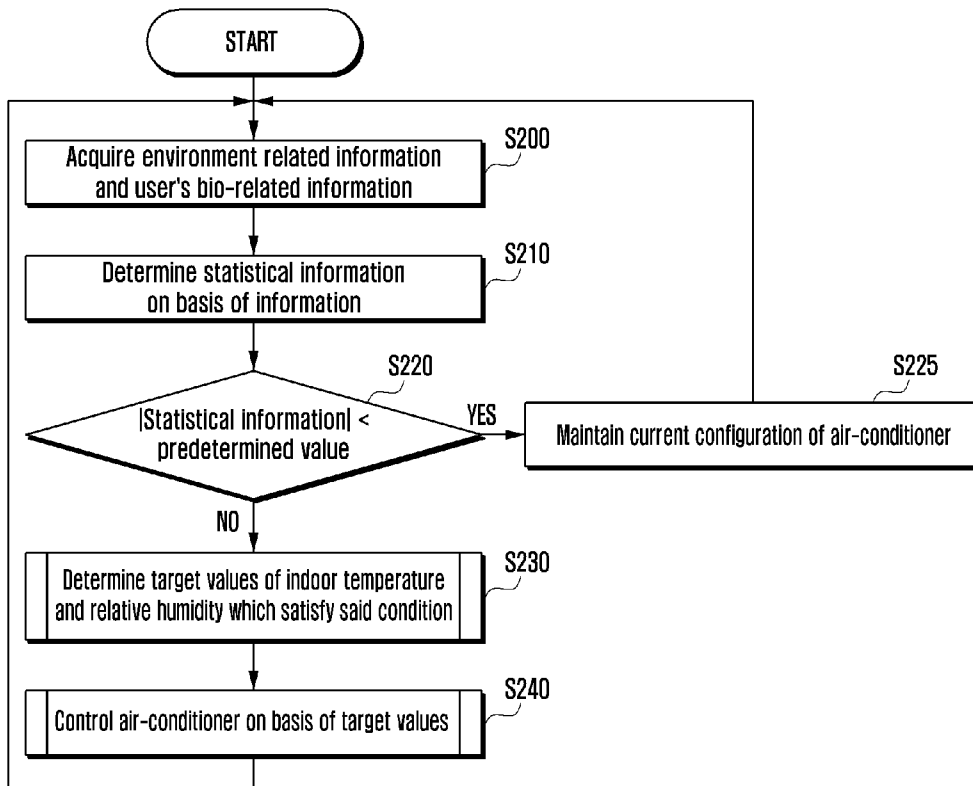 START
S200
Acquire environment related information
and user's bio-related information
S210
Determine statistical information
on basis of information
S220
|Statistical information| <
predetermined value
YES
S225
Maintain current configuration of air-conditioner
NO
S230
Determine target values of indoor temperature
and relative humidity which satisfy said condition
S240
Control air-conditioner on basis of target values